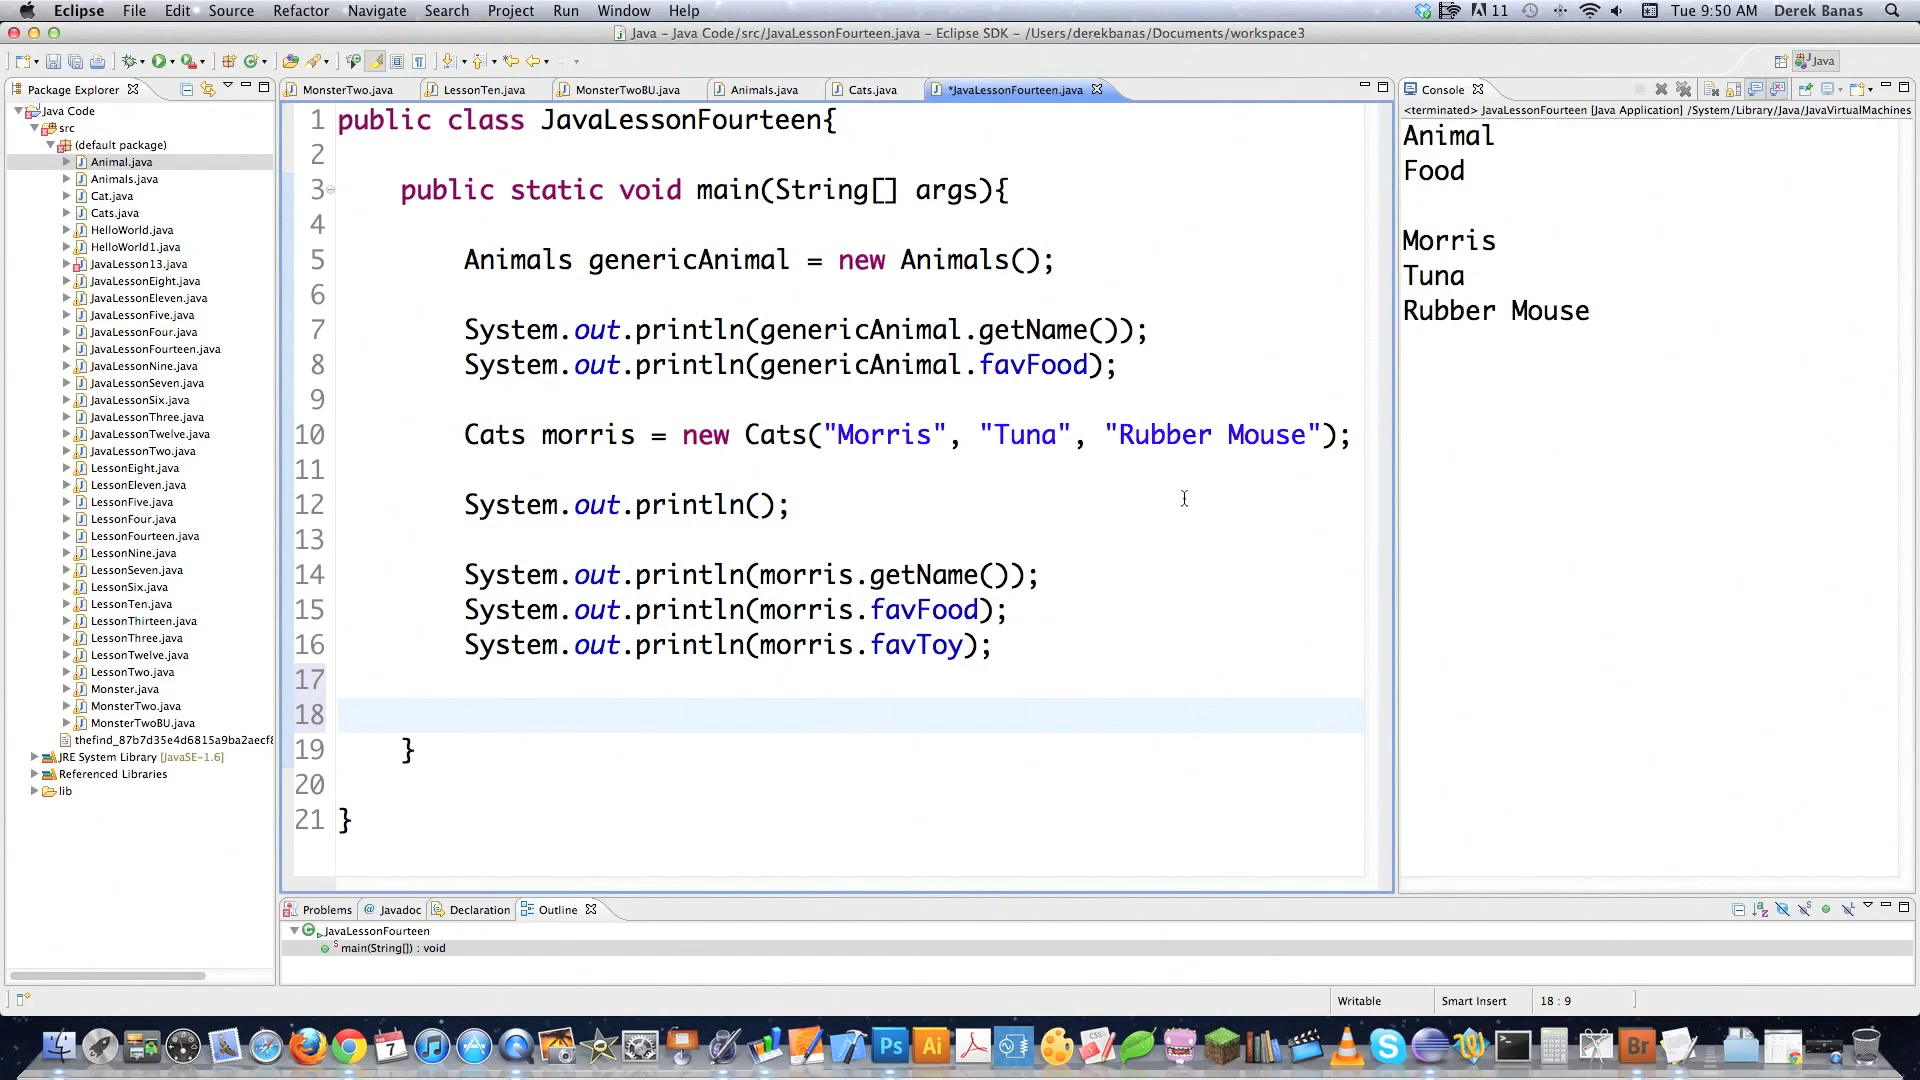 Eclipse File Edit Source Refactor Navigate Search Project Run Window Help 11 Tue 9:50 AM Derek Banas
Java - Java Code/src/JavaLessonFourteen.java - Eclipse SDK - /Users/derekbanas/Documents/workspace3
Java
Package Explorer
Java Code
src
(default package)
Animal.java
Animals.java
Cat.java
Cats.java
HelloWorld.java
HelloWorld1.java
JavaLesson13.java
JavaLessonEight.java
JavaLessonEleven.java
JavaLessonFive.java
JavaLessonFour.java
JavaLessonFourteen.java
JavaLessonNine.java
JavaLessonSeven.java
JavaLessonSix.java
JavaLessonThree.java
JavaLessonTwelve.java
JavaLessonTwo.java
LessonEight.java
LessonEleven.java
LessonFive.java
LessonFour.java
LessonFourteen.java
LessonNine.java
LessonSeven.java
LessonSix.java
LessonTen.java
LessonThirteen.java
LessonThree.java
LessonTwelve.java
LessonTwo.java
Monster.java
MonsterTwo.java
MonsterTwoBU.java
thefind_87b7d35e4d6815a9ba2aecf8
JRE System Library [JavaSE-1.6]
Referenced Libraries
lib
MonsterTwo.java LessonTen.java MonsterTwoBU.java Animals.java Cats.java *JavaLessonFourteen.java
1 public class JavaLessonFourteen{
2
3 public static void main(String[] args){
4
5 Animals genericAnimal = new Animals();
6
7 System.out.println(genericAnimal.getName());
8 System.out.println(genericAnimal.favFood);
9
10 Cats morris = new Cats("Morris", "Tuna", "Rubber Mouse");
11
12 System.out.println();
13
14 System.out.println(morris.getName());
15 System.out.println(morris.favFood);
16 System.out.println(morris.favToy);
17
18
19 }
20
21 }
Console
<terminated> JavaLessonFourteen [Java Application] /System/Library/Java/JavaVirtualMachines
Animal
Food
Morris
Tuna
Rubber Mouse
Problems Javadoc Declaration Outline
JavaLessonFourteen
main(String[]) : void
Writable Smart Insert 18 : 9
7 Ps Ai CSS Br